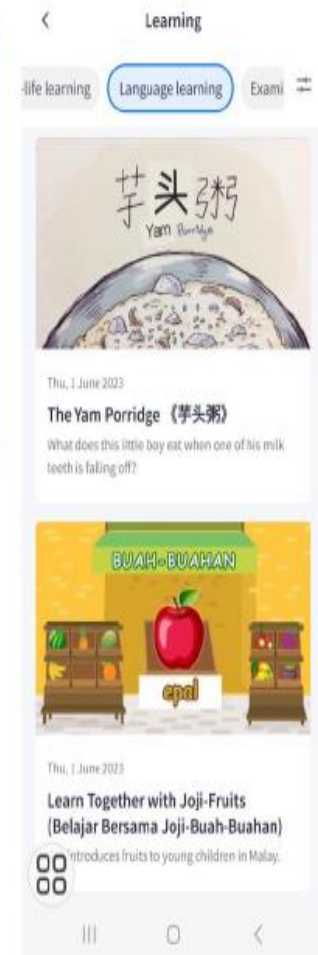 Learning
-life learning
Language learning
Exami
芋头粥
Yam Porridge
Thu, 1 June 2023
The Yam Porridge 《芋头粥》
What does this little boy eat when one of his milk
teeth is falling off?
BUAH-BUAHAN
epal
Thu, 1 June 2023
Learn Together with Joji-Fruits
(Belajar Bersama Joji-Buah-Buahan)
introduces fruits to young children in Malay.